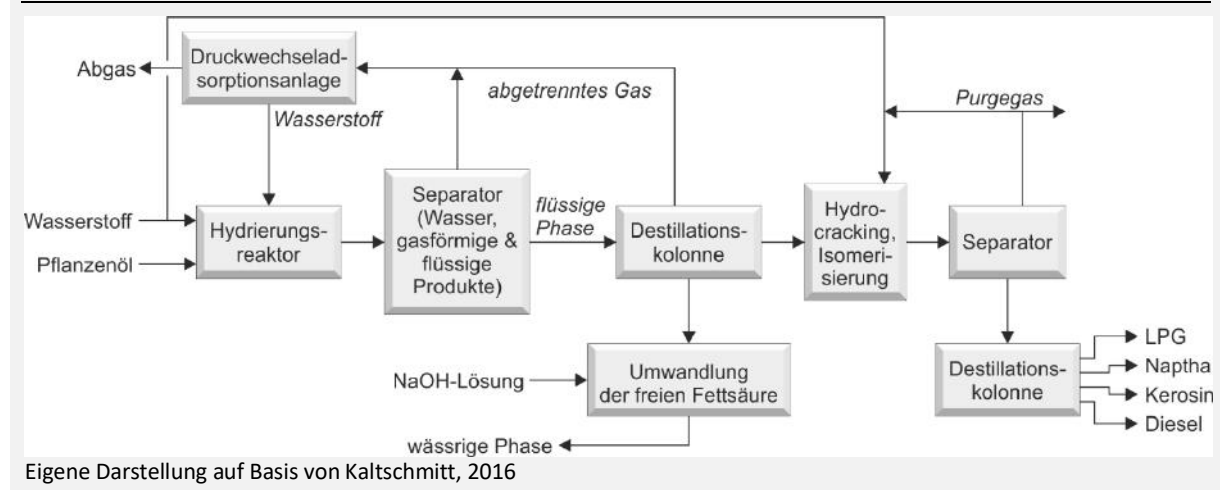 Druckwechselad-
sorptionsanlage
Abgas
abgetrenntes Gas
Purgegas
Wasserstoff
Wasserstoff
Pflanzenöl
Hydrierungs-
reaktor
Separator
(Wasser,
gasförmige &
flüssige
Produkte)
flüssige
Phase
Destillations-
kolonne
Hydro-
cracking,
Isomeri-
sierung
Separator
NaOH-Lösung
Umwandlung
der freien Fettsäure
wässrige Phase
Destillations-
kolonne
LPG
Naptha
Kerosin
Diesel
Eigene Darstellung auf Basis von Kaltschmitt, 2016